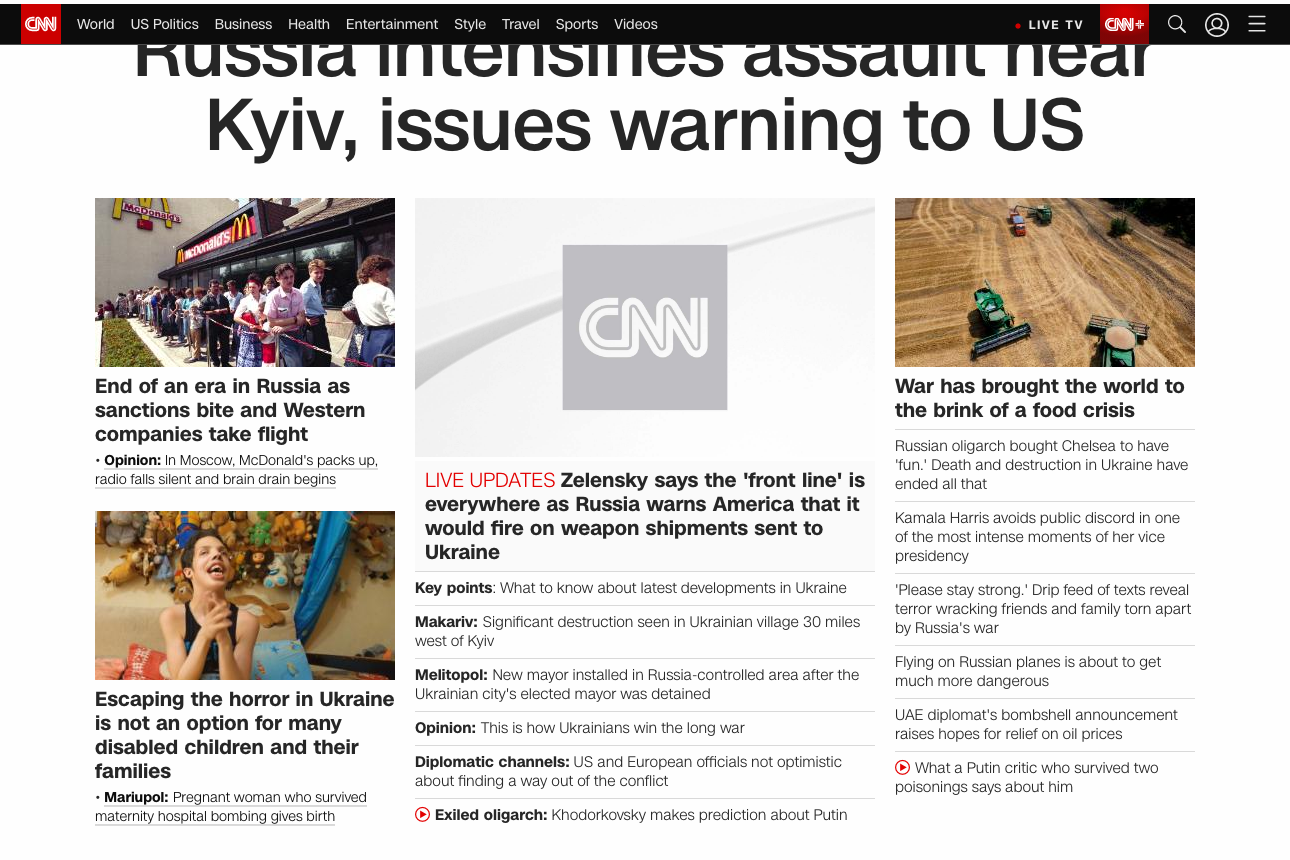 CNN World US Politics Business Health Entertainment Style Travel Sports Videos LIVE TV CNN+
Russia intensifies assault near
Kyiv, issues warning to US
McDonald's
McDonald's
End of an era in Russia as
sanctions bite and Western
companies take flight
• Opinion: In Moscow, McDonald's packs up,
radio falls silent and brain drain begins
Escaping the horror in Ukraine
is not an option for many
disabled children and their
families
• Mariupol: Pregnant woman who survived
maternity hospital bombing gives birth
CNN
LIVE UPDATES Zelensky says the 'front line' is
everywhere as Russia warns America that it
would fire on weapon shipments sent to
Ukraine
Key points: What to know about latest developments in Ukraine
Makariv: Significant destruction seen in Ukrainian village 30 miles
west of Kyiv
Melitopol: New mayor installed in Russia-controlled area after the
Ukrainian city's elected mayor was detained
Opinion: This is how Ukrainians win the long war
Diplomatic channels: US and European officials not optimistic
about finding a way out of the conflict
Exiled oligarch: Khodorkovsky makes prediction about Putin
War has brought the world to
the brink of a food crisis
Russian oligarch bought Chelsea to have
'fun.' Death and destruction in Ukraine have
ended all that
Kamala Harris avoids public discord in one
of the most intense moments of her vice
presidency
'Please stay strong.' Drip feed of texts reveal
terror wracking friends and family torn apart
by Russia's war
Flying on Russian planes is about to get
much more dangerous
UAE diplomat's bombshell announcement
raises hopes for relief on oil prices
What a Putin critic who survived two
poisonings says about him